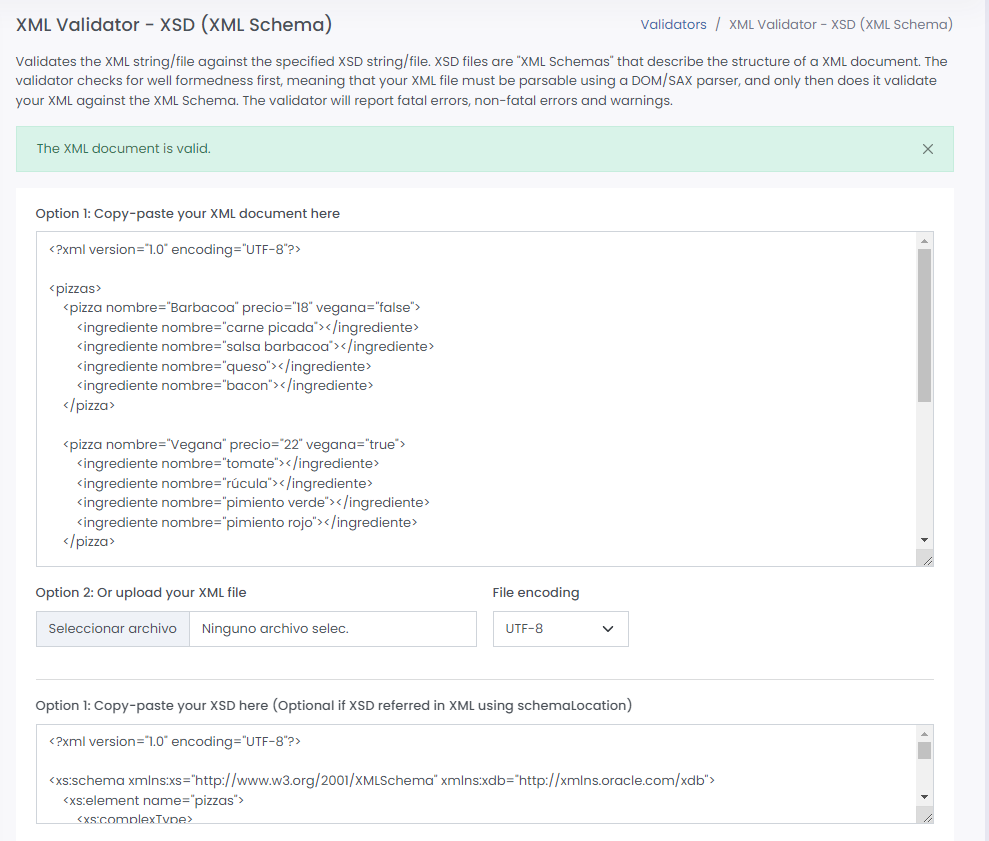 XML Validator - XSD (XML Schema)
Validators / XML Validator - XSD (XML Schema)
Validates the XML string/file against the specified XSD string/file. XSD files are "XML Schemas" that describe the structure of a XML document. The
validator checks for well formedness first, meaning that your XML file must be parsable using a DOM/SAX parser, and only then does it validate
your XML against the XML Schema. The validator will report fatal errors, non-fatal errors and warnings.
The XML document is valid.
Option 1: Copy-paste your XML document here
<?xml version="1.0" encoding="UTF-8"?>
<pizzas>
<pizza nombre="Barbacoa" precio="18" vegana="false">
<ingrediente nombre="carne picada"></ingrediente>
<ingrediente nombre="salsa barbacoa"></ingrediente>
<ingrediente nombre="queso"></ingrediente>
<ingrediente nombre="bacon"></ingrediente>
</pizza>
<pizza nombre="Vegana" precio="22" vegana="true">
<ingrediente nombre="tomate"></ingrediente>
<ingrediente nombre="rúcula"></ingrediente>
<ingrediente nombre="pimiento verde"></ingrediente>
<ingrediente nombre="pimiento rojo"></ingrediente>
</pizza>
Option 2: Or upload your XML file
File encoding
Seleccionar archivo
Ninguno archivo selec.
UTF-8
Option 1: Copy-paste your XSD here (Optional if XSD referred in XML using schemaLocation)
<?xml version="1.0" encoding="UTF-8"?>
<xs:schema xmlns:xs="http://www.w3.org/2001/XMLSchema" xmlns:xdb="http://xmlns.oracle.com/xdb">
<xs:element name="pizzas">
<xs:complexType>